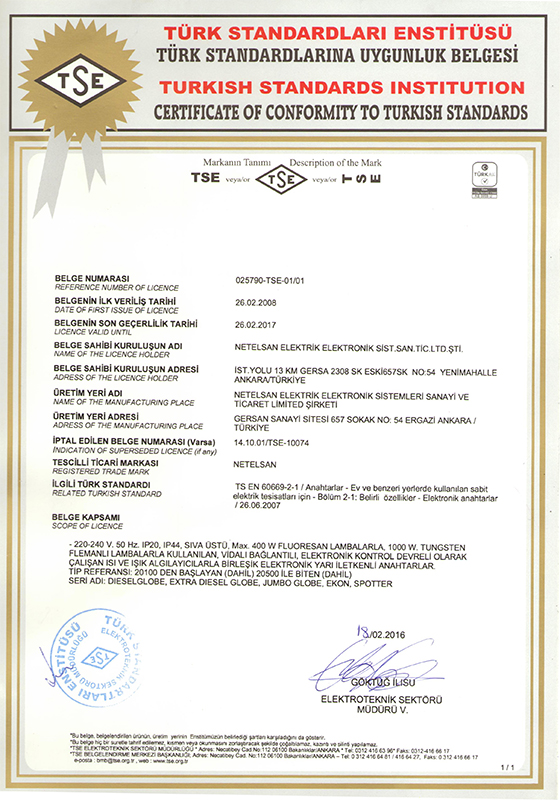 TÜRK STANDARDLARI ENSTİTÜSÜ
TÜRK STANDARDLARINA UYGUNLUK BELGESİ
TURKISH STANDARDS INSTITUTION
CERTIFICATE OF CONFORMITY TO TURKISH STANDARDS
TSE
Markanın Tanımı Description of the Mark
TSE veya/or TSE veya/or TSE
TÜRKAK
BELGE NUMARASI 025790-TSE-01/01
REFERENCE NUMBER OF LICENCE
BELGENİN İLK VERİLİŞ TARİHİ 26.02.2008
DATE OF FIRST ISSUE OF LICENCE
BELGENİN SON GEÇERLİLİK TARİHİ 26.02.2017
LICENCE VALID UNTIL
BELGE SAHİBİ KURULUŞUN ADI NETELSAN ELEKTRİK ELEKTRONİK SİST.SAN.TİC.LTD.ŞTİ.
NAME OF THE LICENCE HOLDER
BELGE SAHİBİ KURULUŞUN ADRESİ İST.YOLU 13 KM GERSA 2308 SK ESKİ657SK NO:54 YENİMAHALLE
ADRESS OF THE LICENCE HOLDER ANKARA/TÜRKİYE
ÜRETİM YERİ ADI NETELSAN ELEKTRİK ELEKTRONİK SİSTEMLERİ SANAYİ VE
NAME OF THE MANUFACTURING PLACE TİCARET LİMİTED ŞİRKETİ
ÜRETİM YERİ ADRESİ GERSAN SANAYİ SİTESİ 657 SOKAK NO: 54 ERGAZİ ANKARA /
ADRESS OF THE MANUFACTURING PLACE TÜRKİYE
İPTAL EDİLEN BELGE NUMARASI (Varsa) 14.10.01/TSE-10074
INDICATION OF SUPERSEDED LICENCE (if any)
TESCİLLİ TİCARİ MARKASI NETELSAN
REGISTERED TRADE MARK
İLGİLİ TÜRK STANDARDI TS EN 60669-2-1 / Anahtarlar - Ev ve benzeri yerlerde kullanılan sabit
RELATED TURKISH STANDARD elektrik tesisatları için - Bölüm 2-1: Belirli özellikler - Elektronik anahtarlar
/ 26.06.2007
BELGE KAPSAMI
SCOPE OF LICENCE
- 220-240 V. 50 Hz. IP20, IP44, SIVA ÜSTÜ, Max. 400 W FLUORESAN LAMBALARLA, 1000 W. TUNGSTEN
FLEMANLI LAMBALARLA KULLANILAN, VİDALI BAĞLANTILI, ELEKTRONİK KONTROL DEVRELİ OLARAK
ÇALIŞAN ISI VE IŞIK ALGILAYICILARLA BİRLEŞİK ELEKTRONİK YARI İLETKENLİ ANAHTARLAR.
TİP REFERANSI: 20100 DEN BAŞLAYAN (DAHİL) 20500 İLE BİTEN (DAHİL)
SERİ ADI: DIESELGLOBE, EXTRA DIESEL GLOBE, JUMBO GLOBE, EKON, SPOTTER
TÜRK STANDARTLARI ENSTİTÜSÜ
ELEKTROTEKNİK SEKTÖRÜ MÜDÜRLÜĞÜ
TSE
18/02.2016
GÖKTUĞ İLİSU
ELEKTROTEKNİK SEKTÖRÜ
MÜDÜRÜ V.
"Bu belge, belgelendirilen ürünün, üretim yerinin Enstitümüzün belirlediği şartları karşıladığını da gösterir.
*Bu belge hiç bir suretle tahrif edilemez, kısmen veya okunmasını zorlaştıracak şekilde çoğaltılamaz, kazıntı ve silinti yapılamaz.
*TSE ELEKTROTEKNİK SEKTÖRÜ MÜDÜRLÜĞÜ * Adres: Necatibey Cad.No:112 06100 Bakanlıklar/ANKARA * Tel: 0312 416 63 96* Faks: 0312-416 66 17
*TSE BELGELENDİRME MERKEZİ BAŞKANLIĞI; Adres: Necatibey Cad No:112 06100 Bakanlıklar/ANKARA – Tel: 0 312 416 64 81 / 416 64 27, Faks: 0 312 416 66 17
e-posta : bmb@tse.org.tr , web : www.tse.org.tr
1 / 1